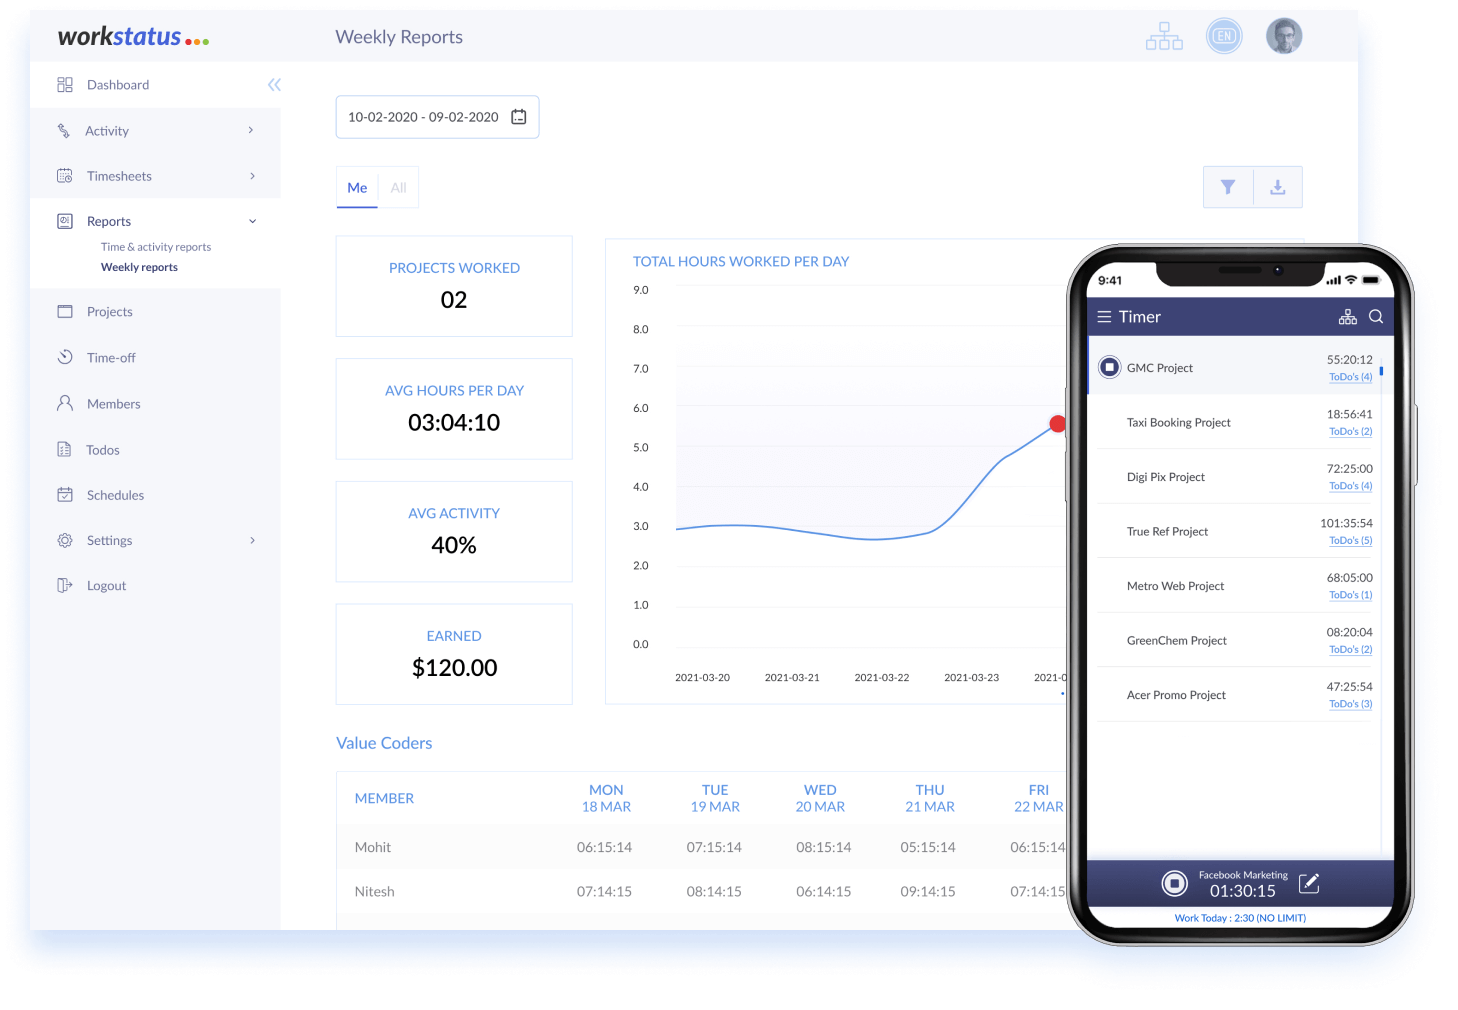 workstatus
Weekly Reports
EN
Dashboard
Activity
Timesheets
Reports
Time & activity reports
Weekly reports
Projects
Time-off
Members
Todos
Schedules
Settings
Logout
10-02-2020 - 09-02-2020
Me All
PROJECTS WORKED
02
AVG HOURS PER DAY
03:04:10
AVG ACTIVITY
40%
EARNED
$120.00
TOTAL HOURS WORKED PER DAY
9.0
8.0
7.0
6.0
5.0
4.0
3.0
2.0
1.0
0.0
2021-03-20 2021-03-21 2021-03-22 2021-03-23 2021-0
Value Coders
MEMBER MON TUE WED THU FRI
18 MAR 19 MAR 20 MAR 21 MAR 22 MAR
Mohit 06:15:14 07:15:14 08:15:14 05:15:14 06:15:14
Nitesh 07:14:15 08:14:15 06:14:15 09:14:15 07:14:15
9:41
Timer
GMC Project 55:20:12
ToDo's (4)
Taxi Booking Project 18:56:41
ToDo's (2)
Digi Pix Project 72:25:00
ToDo's (4)
True Ref Project 101:35:54
ToDo's (5)
Metro Web Project 68:05:00
ToDo's (1)
GreenChem Project 08:20:04
ToDo's (2)
Acer Promo Project 47:25:54
ToDo's (3)
Facebook Marketing
01:30:15
Work Today : 2:30 (NO LIMIT)